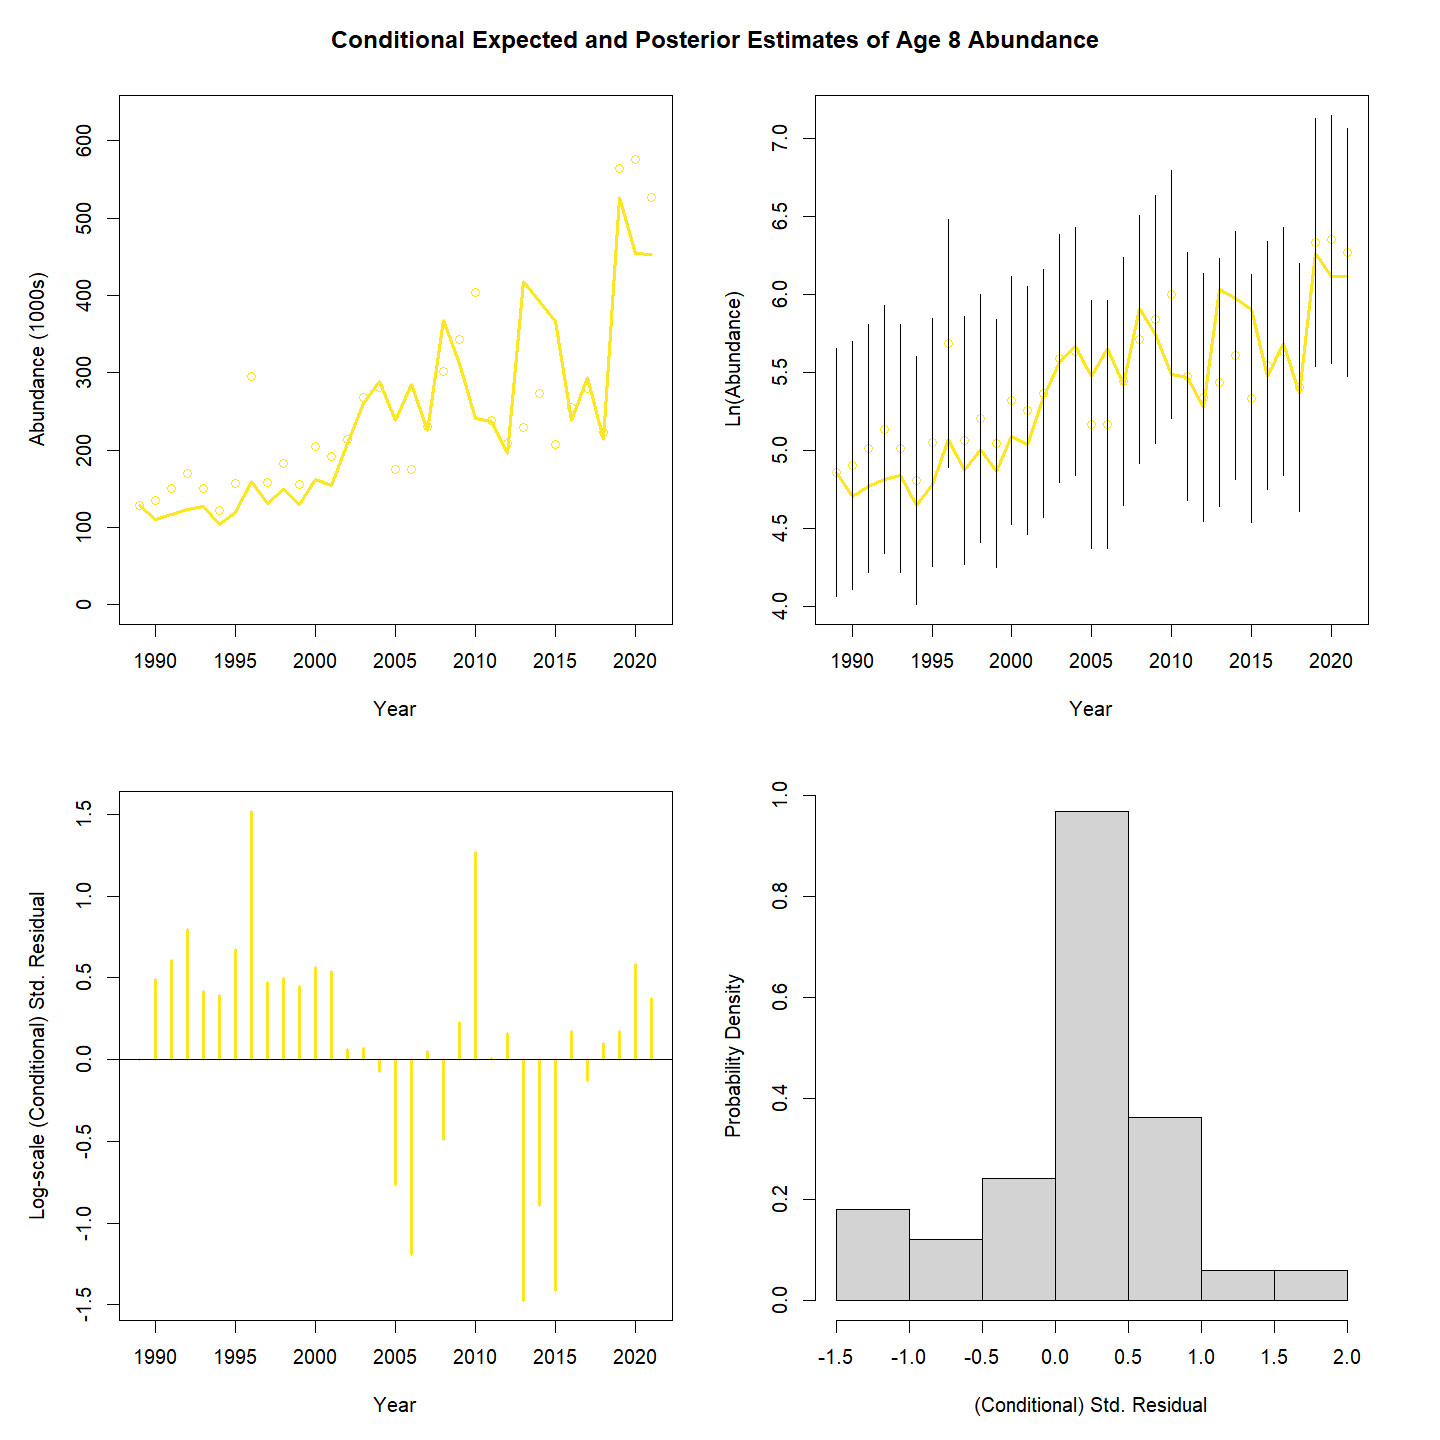 Conditional Expected and Posterior Estimates of Age 8 Abundance
Abundance (1000s)
0 100 200 300 400 500 600
1990 1995 2000 2005 2010 2015 2020
Year
Ln(Abundance)
4.0 4.5 5.0 5.5 6.0 6.5 7.0
1990 1995 2000 2005 2010 2015 2020
Year
Log-scale (Conditional) Std. Residual
-1.5 -1.0 -0.5 0.0 0.5 1.0 1.5
1990 1995 2000 2005 2010 2015 2020
Year
Probability Density
0.0 0.2 0.4 0.6 0.8 1.0
-1.5 -1.0 -0.5 0.0 0.5 1.0 1.5 2.0
(Conditional) Std. Residual